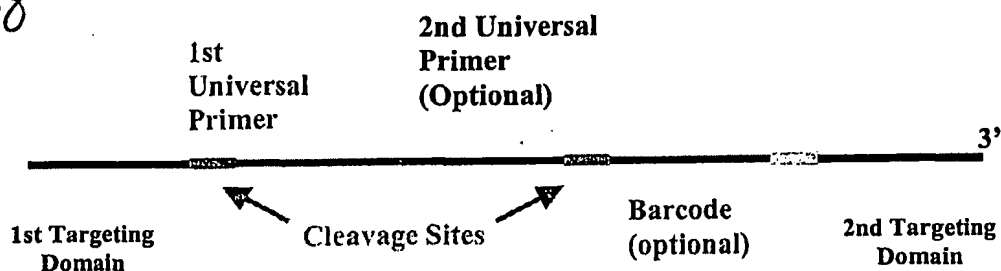 1st
Universal
Primer
2nd Universal
Primer
(Optional)
3'
1st Targeting
Domain
Cleavage Sites
Barcode
(optional)
2nd Targeting
Domain